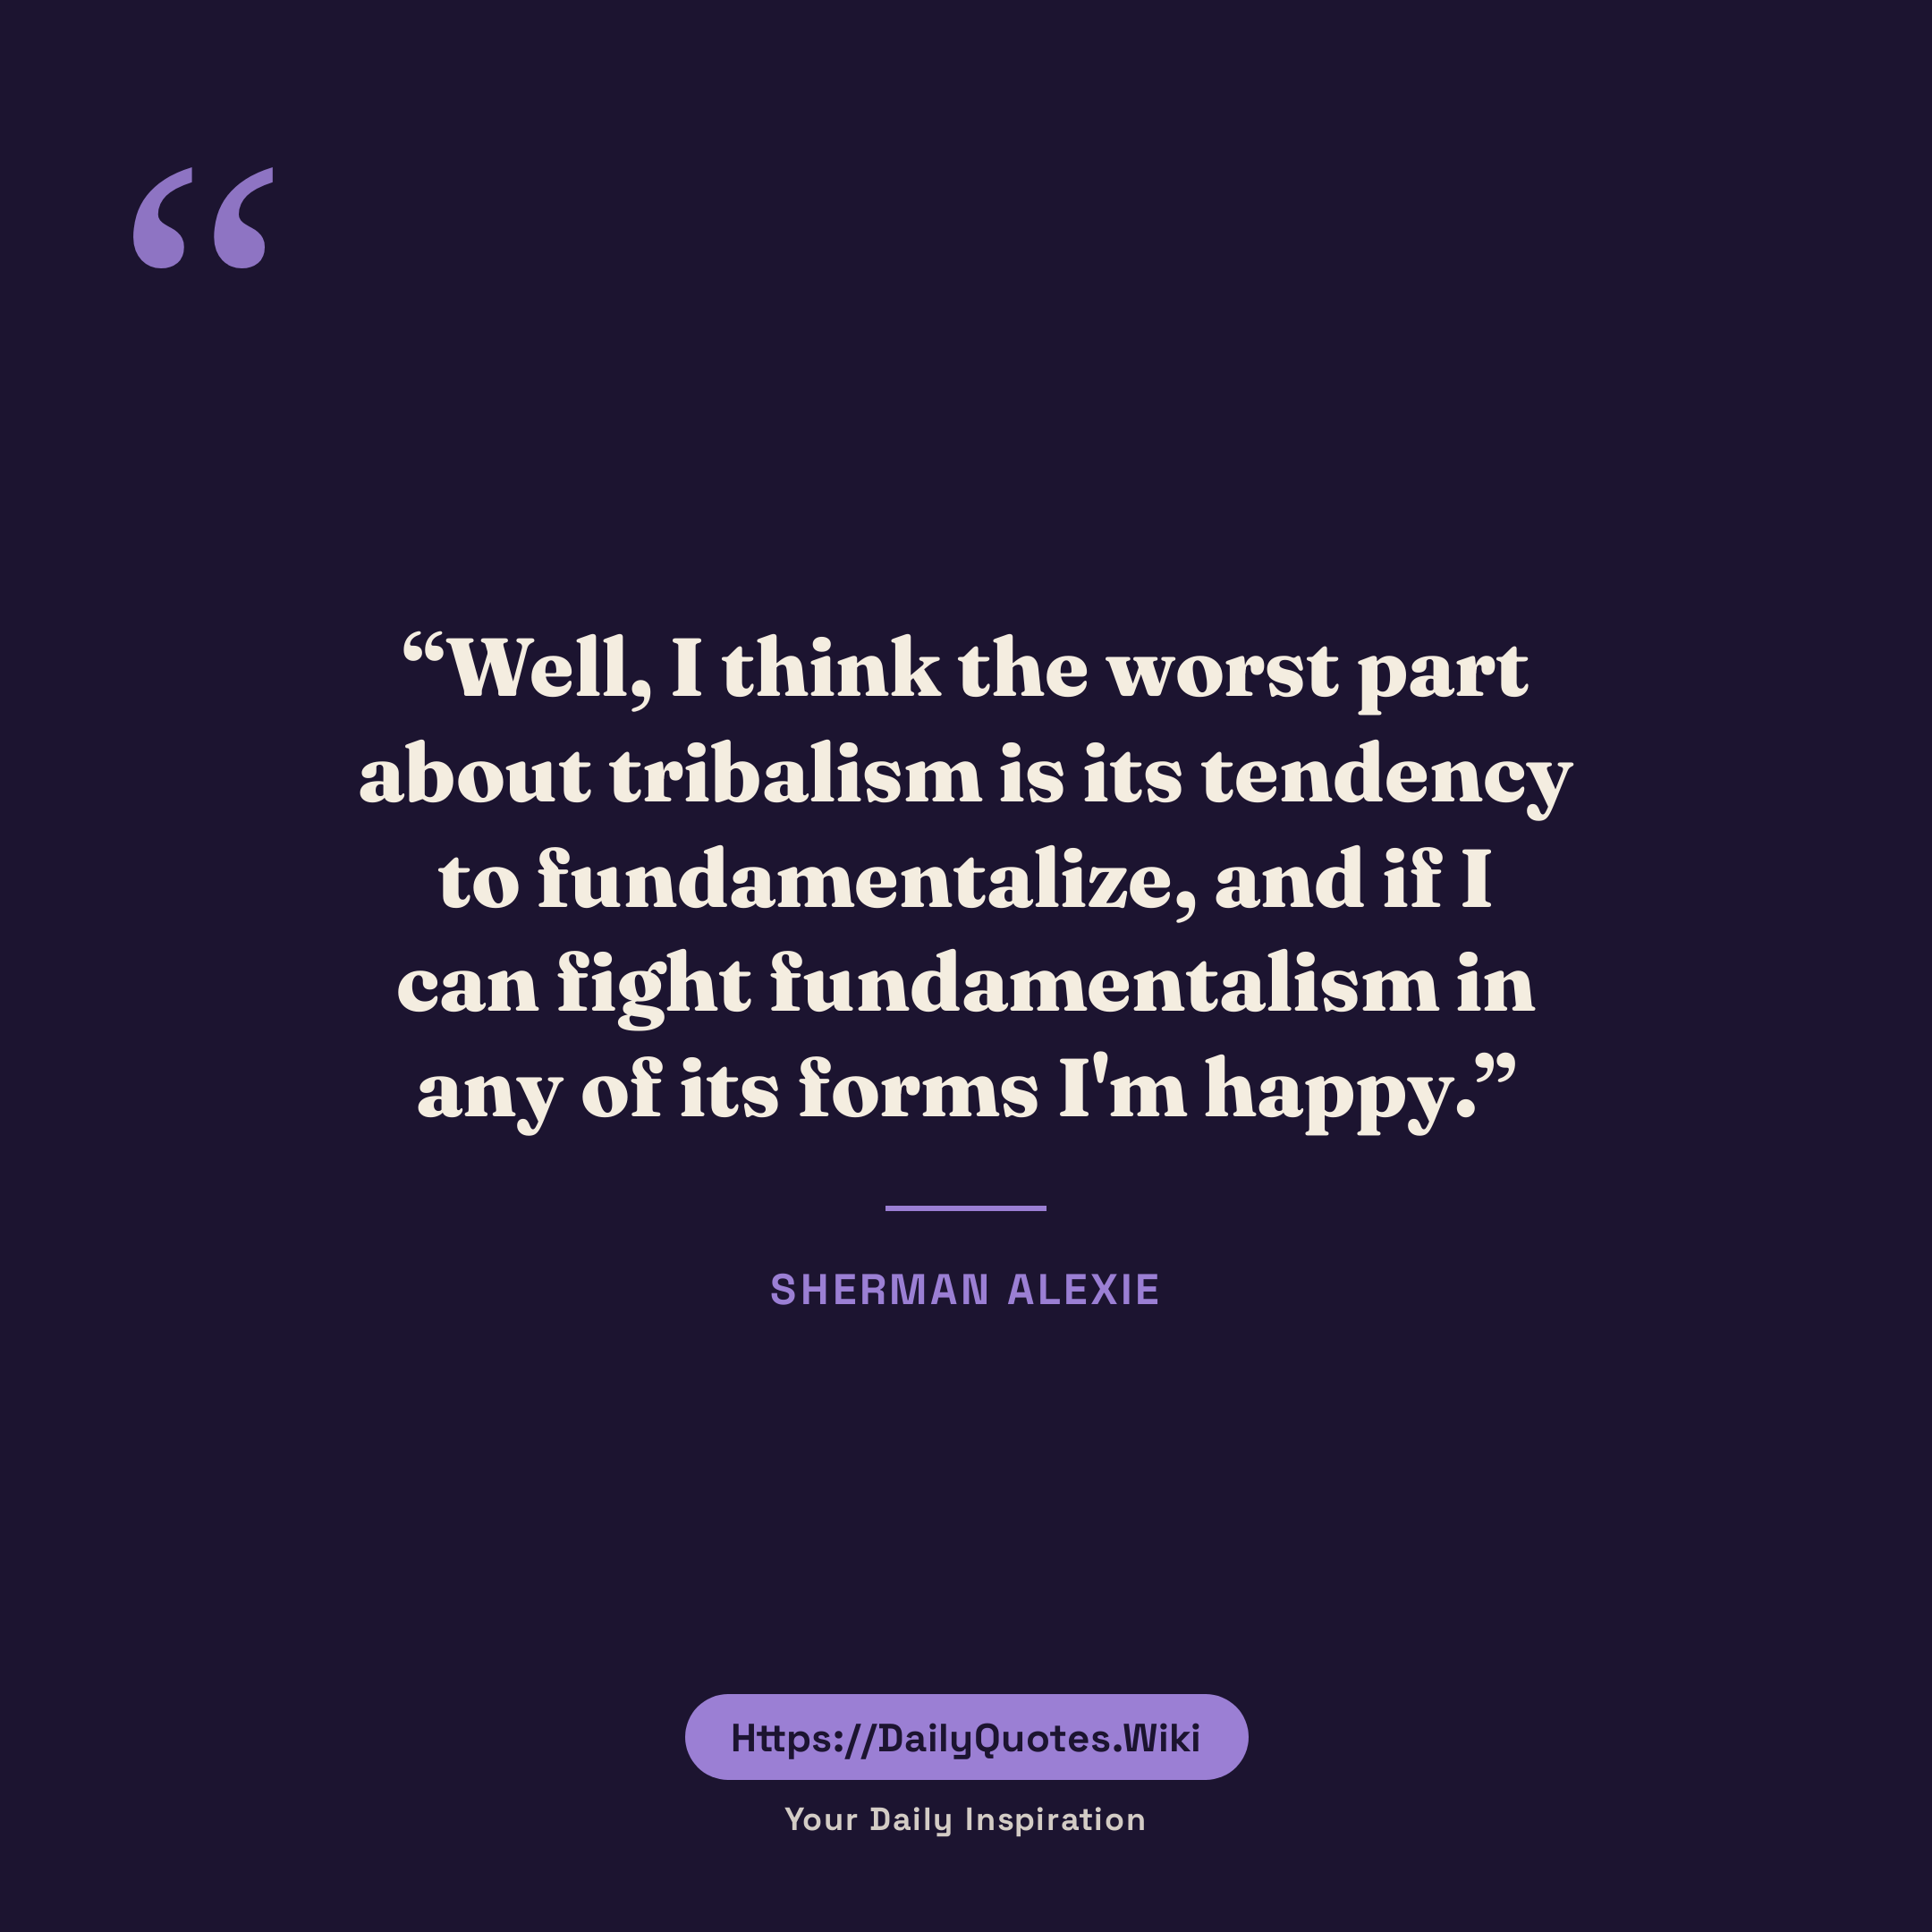 “
“Well, I think the worst part
about tribalism is its tendency
to fundamentalize, and if I
can fight fundamentalism in
any of its forms I'm happy.”
SHERMAN ALEXIE
Https://DailyQuotes.Wiki
Your Daily Inspiration